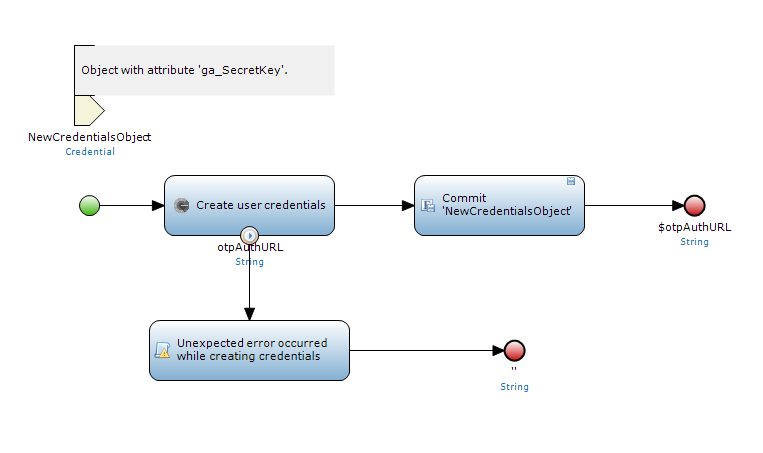 Object with attribute 'ga_SecretKey'.
NewCredentialsObject
Credential
Create user credentials
Commit
'NewCredentialsObject'
otpAuthURL
String
$otpAuthURL
String
Unexpected error occurred
while creating credentials
''
String